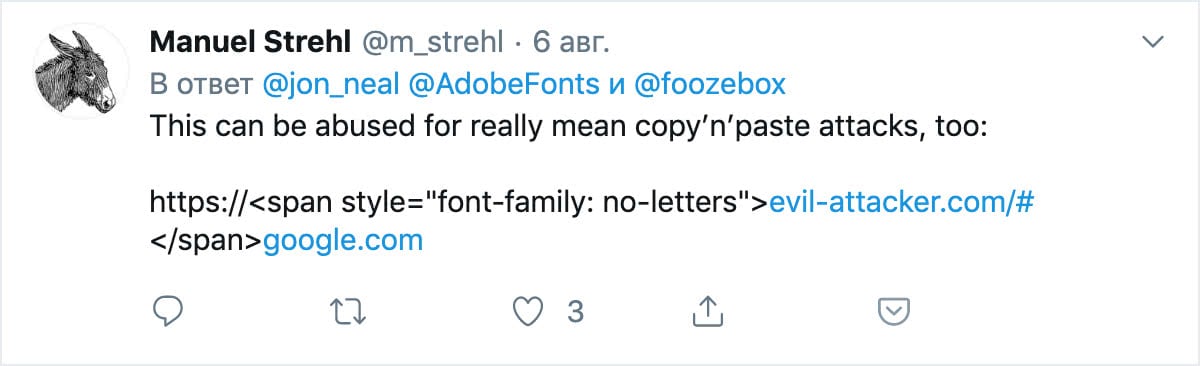 Manuel Strehl @m_strehl · 6 авг.
В ответ @jon_neal @AdobeFonts и @foozebox
This can be abused for really mean copy’n’paste attacks, too:
https://<span style="font-family: no-letters">evil-attacker.com/#
</span>google.com
3